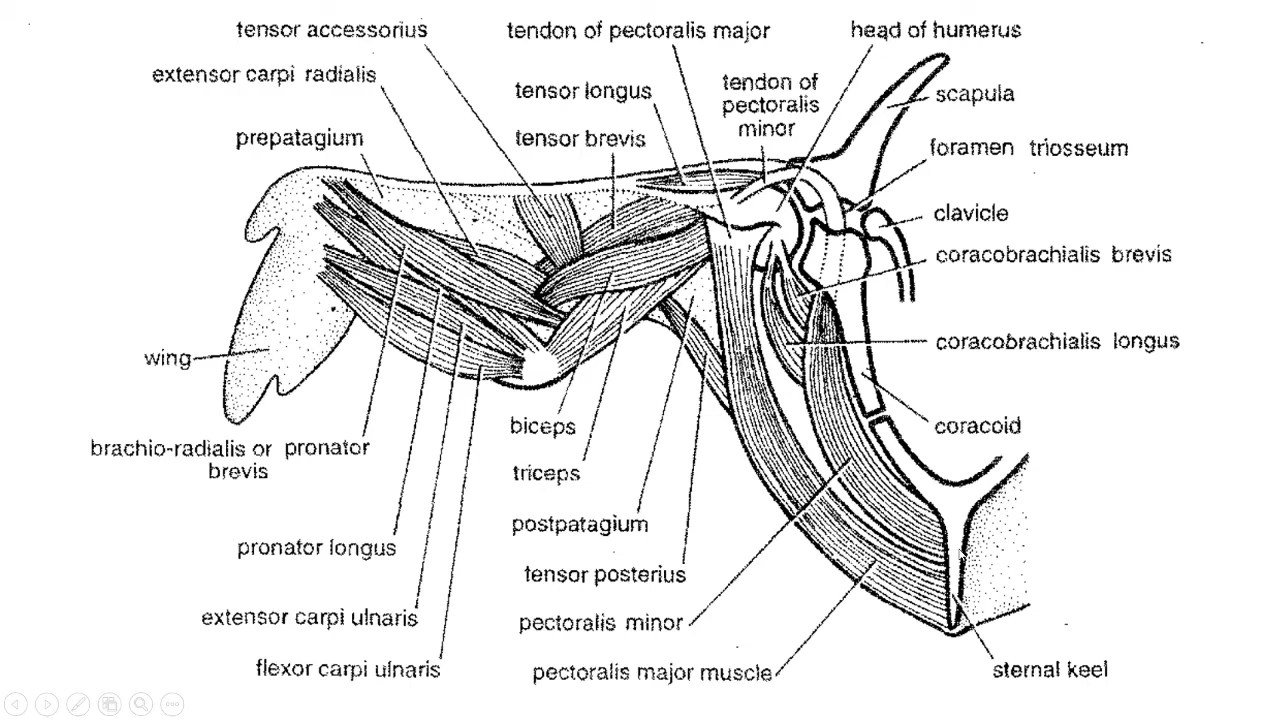 tensor accessorius
tendon of pectoralis major
head of humerus
extensor carpi radialis
tensor longus
tendon of
pectoralis
minor
scapula
prepatagium
tensor brevis
foramen triosseum
clavicle
coracobrachialis brevis
wing
coracobrachialis longus
biceps
coracoid
brachio-radialis or pronator
brevis
triceps
postpatagium
pronator longus
tensor posterius
extensor carpi ulnaris
pectoralis minor
flexor carpi ulnaris
pectoralis major muscle
sternal keel